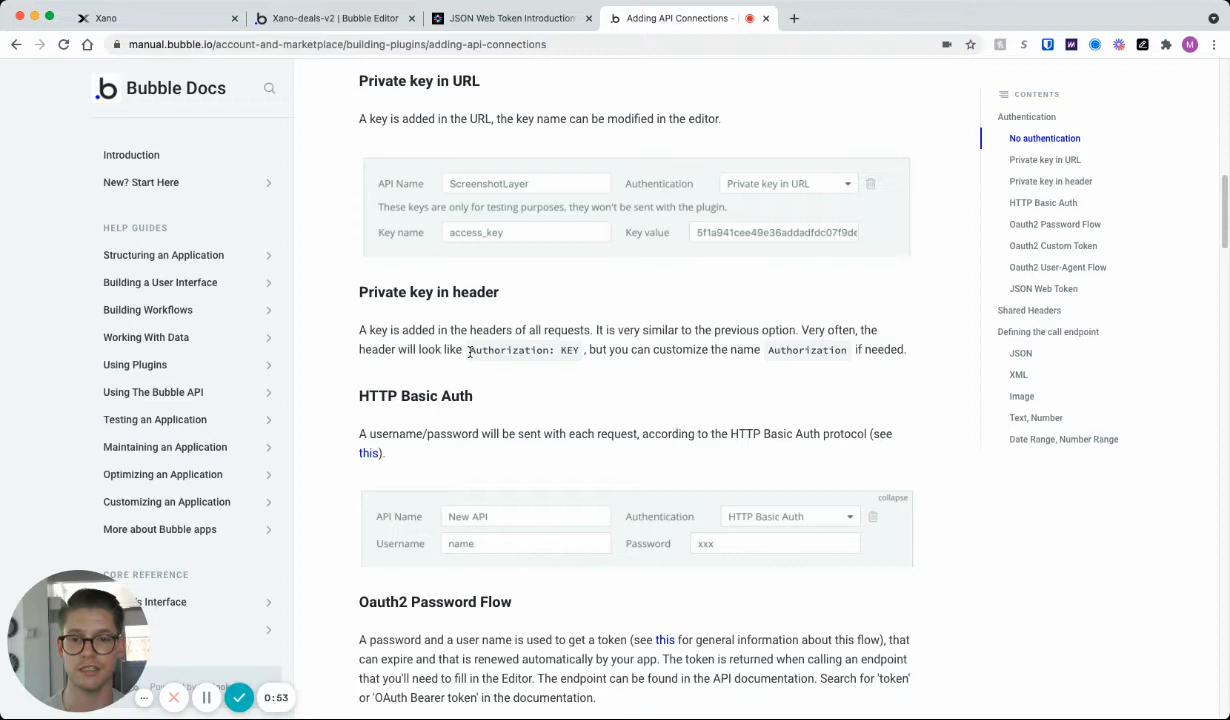 Xano
Xano-deals-v2 | Bubble Editor
JSON Web Token Introduction
Adding API Connections -
manual.bubble.io/account-and-marketplace/building-plugins/adding-api-connections
M
Bubble Docs
Introduction
New? Start Here
HELP GUIDES
Structuring an Application
Building a User Interface
Building Workflows
Working With Data
Using Plugins
Using The Bubble API
Testing an Application
Maintaining an Application
Optimizing an Application
Customizing an Application
More about Bubble apps
CORE REFERENCE
Interface
0:53
Private key in URL
A key is added in the URL, the key name can be modified in the editor.
API Name ScreenshotLayer Authentication Private key in URL
These keys are only for testing purposes, they won't be sent with the plugin.
Key name access_key Key value 5f1a941cee49e36addadfdc07f9de
Private key in header
A key is added in the headers of all requests. It is very similar to the previous option. Very often, the
header will look like Authorization: KEY , but you can customize the name Authorization if needed.
HTTP Basic Auth
A username/password will be sent with each request, according to the HTTP Basic Auth protocol (see
this).
collapse
API Name New API Authentication HTTP Basic Auth
Username name Password xxx
Oauth2 Password Flow
A password and a user name is used to get a token (see this for general information about this flow), that
can expire and that is renewed automatically by your app. The token is returned when calling an endpoint
that you'll need to fill in the Editor. The endpoint can be found in the API documentation. Search for 'token'
or 'OAuth Bearer token' in the documentation.
CONTENTS
Authentication
No authentication
Private key in URL
Private key in header
HTTP Basic Auth
Oauth2 Password Flow
Oauth2 Custom Token
Oauth2 User-Agent Flow
JSON Web Token
Shared Headers
Defining the call endpoint
JSON
XML
Image
Text, Number
Date Range, Number Range